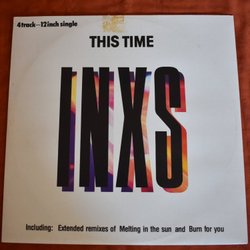 4track--12inch single
THIS TIME
INXS
Including: Extended remixes of Melting in the sun and Burn for you